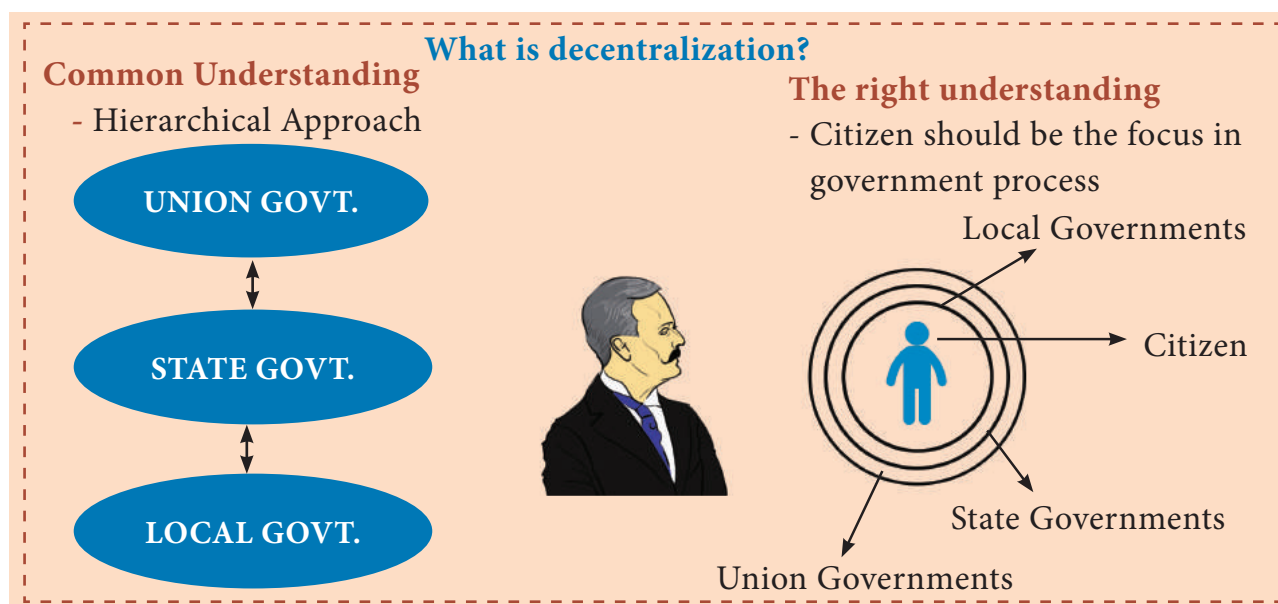 What is decentralization?
Common Understanding
- Hierarchical Approach
UNION GOVT.
STATE GOVT.
LOCAL GOVT.
The right understanding
- Citizen should be the focus in
government process
Local Governments
Citizen
State Governments
Union Governments